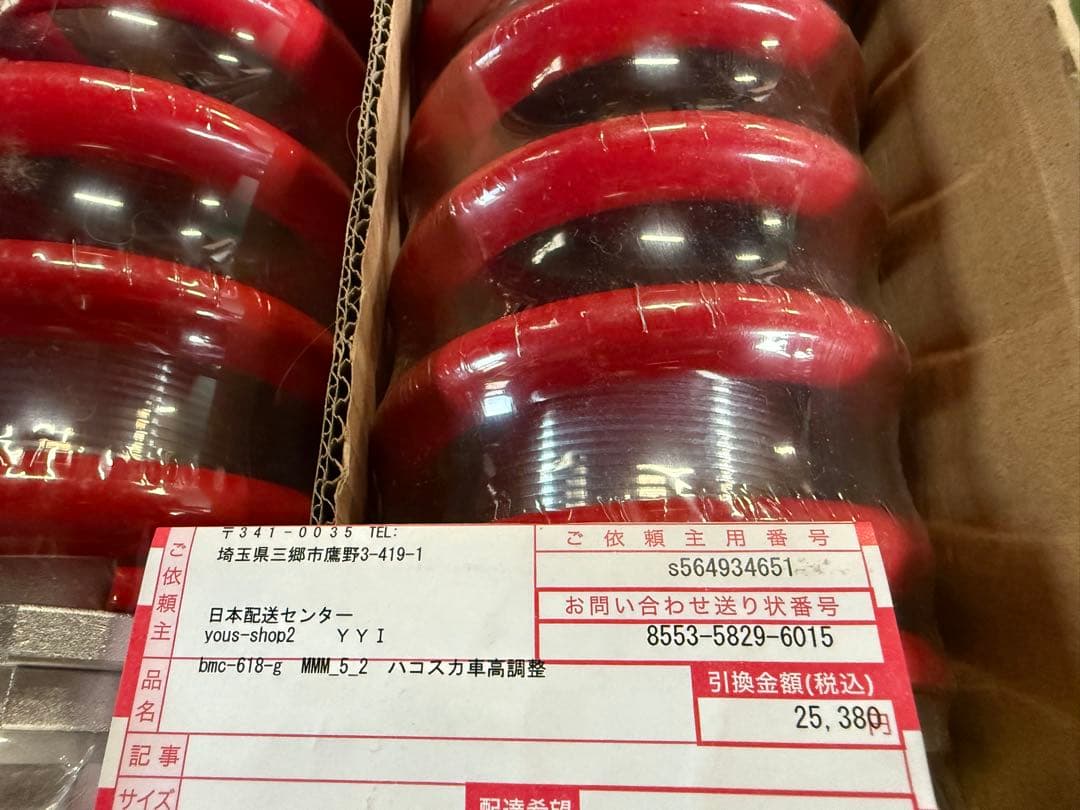 〒341-0035 TEL:
埼玉県三郷市鷹野3-419-1
ご依頼主
日本配送センター
yous-shop2 YYI
ご依頼主用番号
s564934651
お問い合わせ送り状番号
8553-5829-6015
品名
bmc-618-g MMM_5_2 ハコスカ車高調整
引換金額(税込)
25,380円
記事
サイズ
配達希望